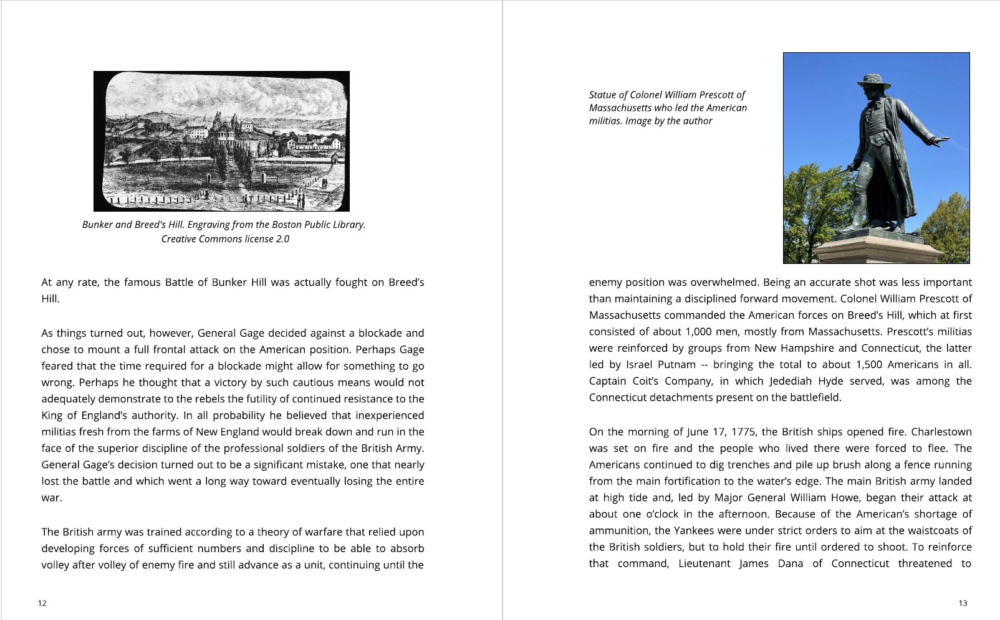 Bunker and Breed's Hill. Engraving from the Boston Public Library.
Creative Commons license 2.0
At any rate, the famous Battle of Bunker Hill was actually fought on Breed’s
Hill.
As things turned out, however, General Gage decided against a blockade and
chose to mount a full frontal attack on the American position. Perhaps Gage
feared that the time required for a blockade might allow for something to go
wrong. Perhaps he thought that a victory by such cautious means would not
adequately demonstrate to the rebels the futility of continued resistance to the
King of England’s authority. In all probability he believed that inexperienced
militias fresh from the farms of New England would break down and run in the
face of the superior discipline of the professional soldiers of the British Army.
General Gage’s decision turned out to be a significant mistake, one that nearly
lost the battle and which went a long way toward eventually losing the entire
war.
The British army was trained according to a theory of warfare that relied upon
developing forces of sufficient numbers and discipline to be able to absorb
volley after volley of enemy fire and still advance as a unit, continuing until the
12
Statue of Colonel William Prescott of
Massachusetts who led the American
militias. Image by the author
enemy position was overwhelmed. Being an accurate shot was less important
than maintaining a disciplined forward movement. Colonel William Prescott of
Massachusetts commanded the American forces on Breed’s Hill, which at first
consisted of about 1,000 men, mostly from Massachusetts. Prescott’s militias
were reinforced by groups from New Hampshire and Connecticut, the latter
led by Israel Putnam -- bringing the total to about 1,500 Americans in all.
Captain Coit’s Company, in which Jedediah Hyde served, was among the
Connecticut detachments present on the battlefield.
On the morning of June 17, 1775, the British ships opened fire. Charlestown
was set on fire and the people who lived there were forced to flee. The
Americans continued to dig trenches and pile up brush along a fence running
from the main fortification to the water’s edge. The main British army landed
at high tide and, led by Major General William Howe, began their attack at
about one o’clock in the afternoon. Because of the American’s shortage of
ammunition, the Yankees were under strict orders to aim at the waistcoats of
the British soldiers, but to hold their fire until ordered to shoot. To reinforce
that command, Lieutenant James Dana of Connecticut threatened to
13